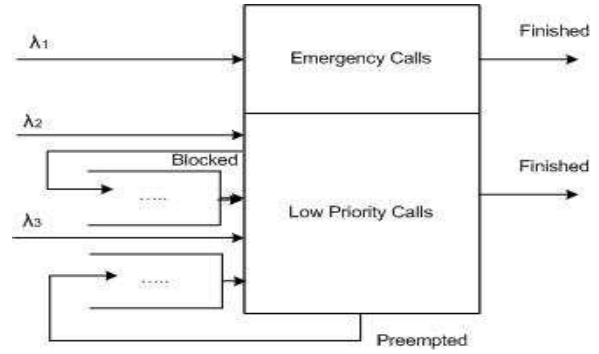 Finished
λ1
Emergency Calls
λ2
Blocked
Finished
.....
Low Priority Calls
λ3
.....
Preempted